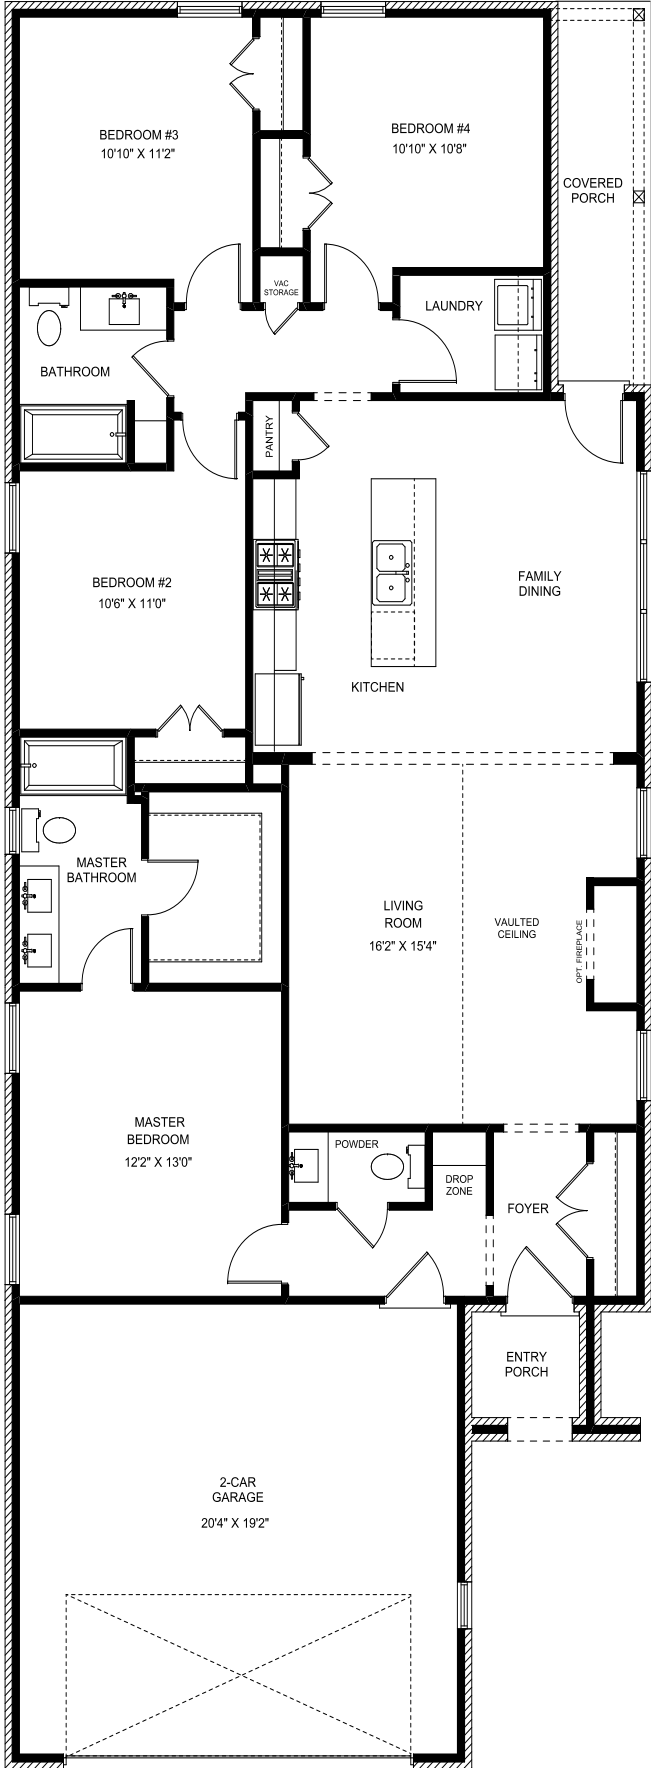 BEDROOM #3
10'10" X 11'2"
BEDROOM #4
10'10" X 10'8"
COVERED
PORCH
VAC
STORAGE
LAUNDRY
BATHROOM
PANTRY
BEDROOM #2
10'6" X 11'0"
FAMILY
DINING
KITCHEN
MASTER
BATHROOM
LIVING
ROOM
16'2" X 15'4"
VAULTED
CEILING
OPT. FIREPLACE
MASTER
BEDROOM
12'2" X 13'0"
POWDER
DROP
ZONE
FOYER
ENTRY
PORCH
2-CAR
GARAGE
20'4" X 19'2"